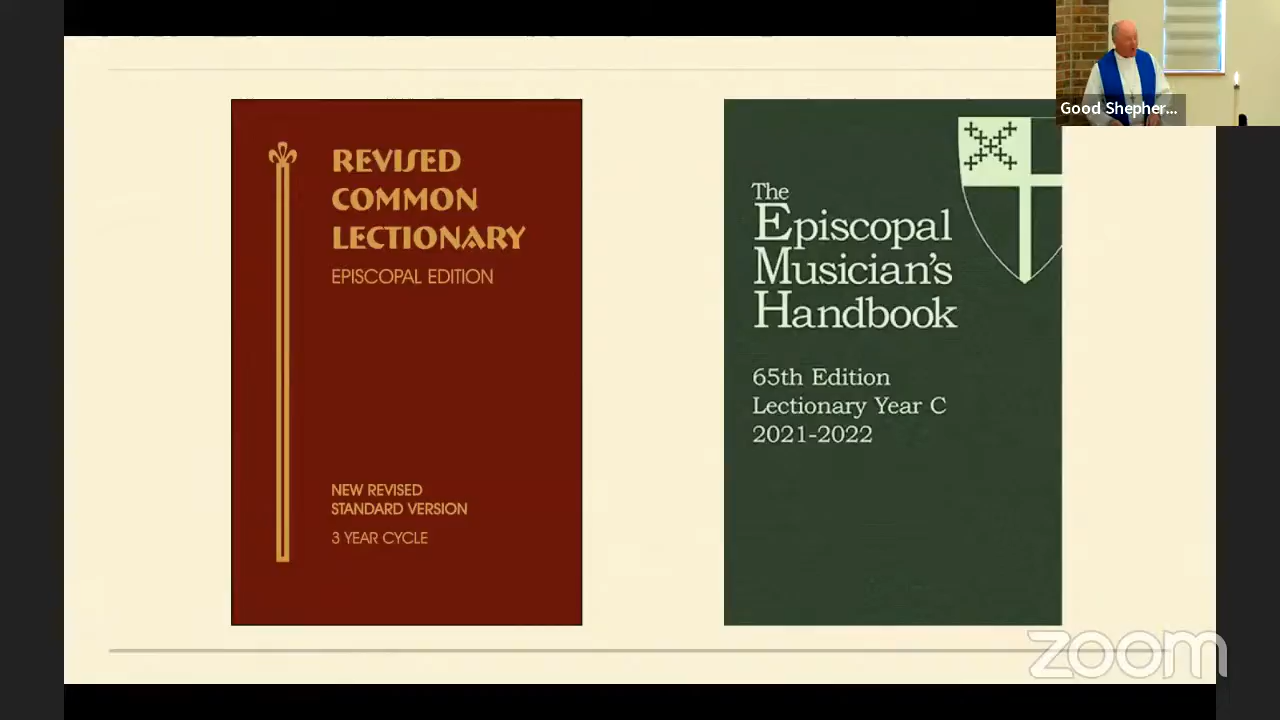 REVISED
COMMON
LECTIONARY
EPISCOPAL EDITION
NEW REVISED
STANDARD VERSION
3 YEAR CYCLE
The
Episcopal
Musician's
Handbook
65th Edition
Lectionary Year C
2021-2022
Good Shepher...
zoom